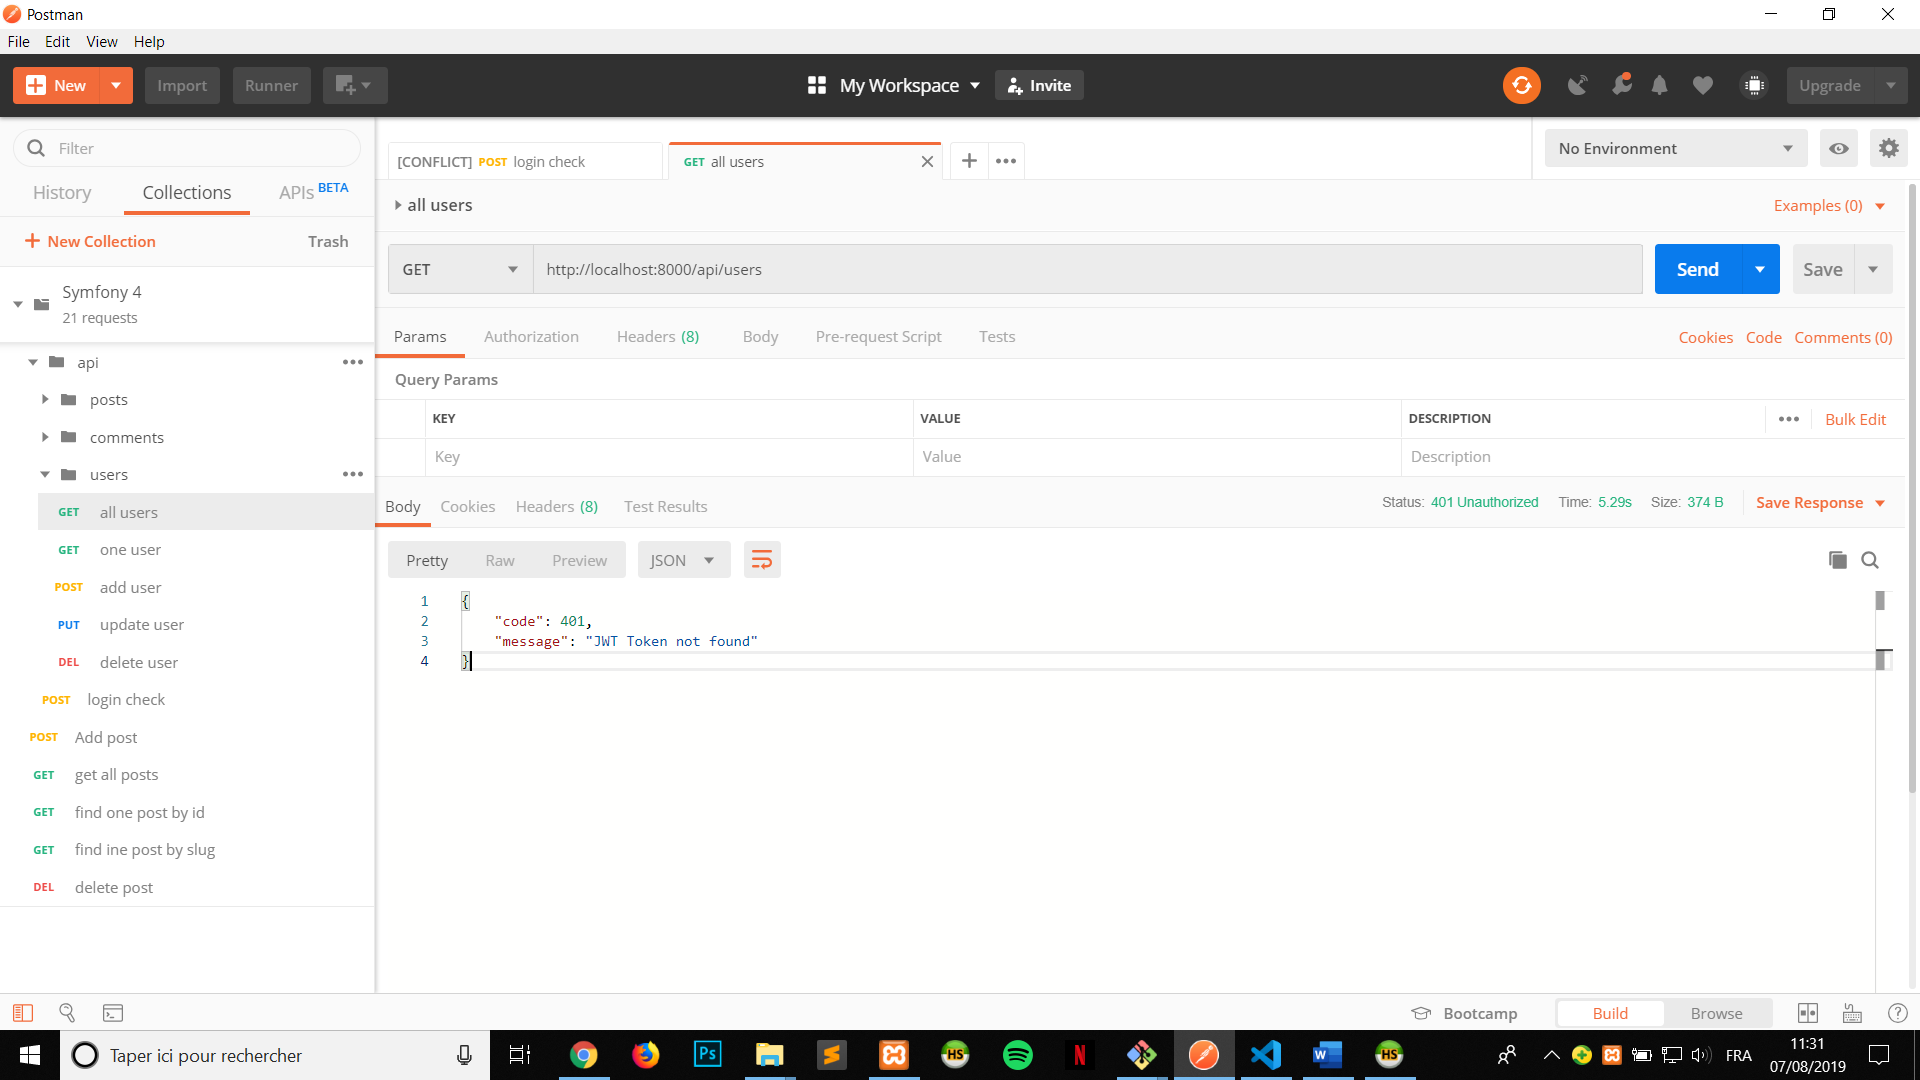 Postman
File Edit View Help
New Import Runner My Workspace Invite Upgrade
Filter
History Collections APIs BETA
New Collection Trash
Symfony 4
21 requests
api
posts
comments
users
GET all users
GET one user
POST add user
PUT update user
DEL delete user
POST login check
POST Add post
GET get all posts
GET find one post by id
GET find ine post by slug
DEL delete post
[CONFLICT] POST login check GET all users
No Environment
all users
Examples (0)
GET http://localhost:8000/api/users Send Save
Params Authorization Headers (8) Body Pre-request Script Tests Cookies Code Comments (0)
Query Params
KEY VALUE DESCRIPTION Bulk Edit
Key Value Description
Body Cookies Headers (8) Test Results Status: 401 Unauthorized Time: 5.29s Size: 374 B Save Response
Pretty Raw Preview JSON
1 {
2 "code": 401,
3 "message": "JWT Token not found"
4 }
Bootcamp Build Browse
Taper ici pour rechercher
Ps
HS
N
W
HS
FRA
11:31
07/08/2019